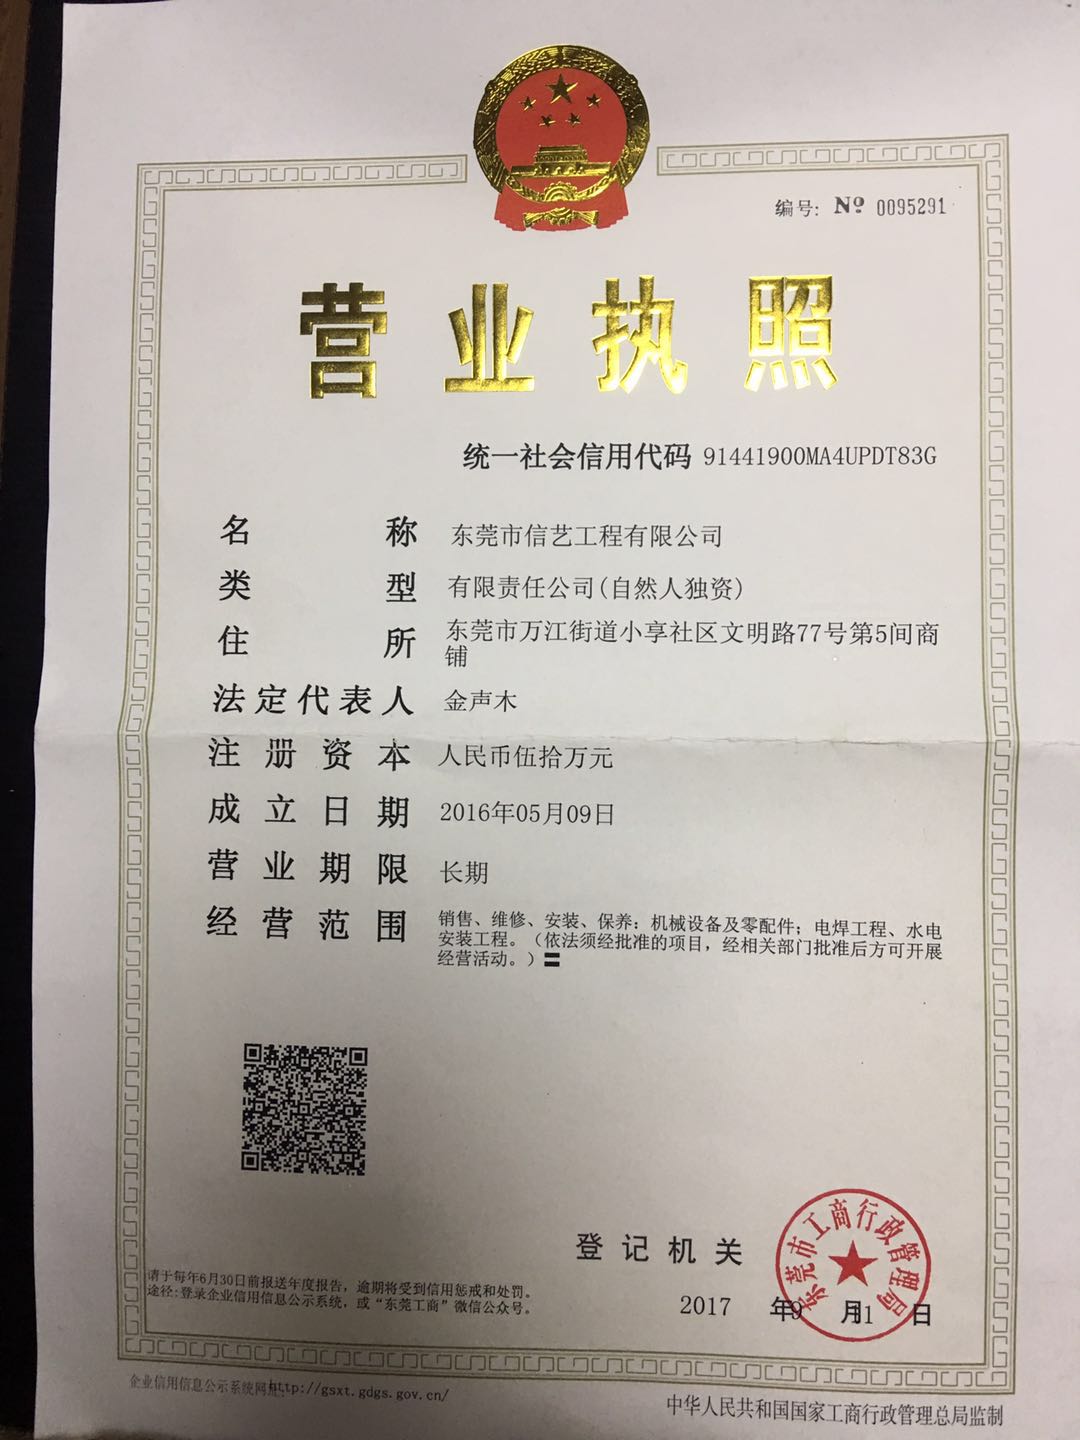 编号: № 0095291
营业执照
统一社会信用代码 91441900MA4UPDT83G
名称 东莞市信艺工程有限公司
类型 有限责任公司(自然人独资)
住所 东莞市万江街道小享社区文明路77号第5间商
铺
法定代表人 金声木
注册资本 人民币伍拾万元
成立日期 2016年05月09日
营业期限 长期
经营范围 销售、维修、安装、保养：机械设备及零配件；电焊工程、水电
安装工程。（依法须经批准的项目，经相关部门批准后方可开展
经营活动。）
登记机关
东莞市工商行政管理局
2017 年9 月11 日
请于每年6月30日前报送年度报告，逾期将受到信用惩戒和处罚。
途径:登录企业信用信息公示系统，或“东莞工商”微信公众号。
企业信用信息公示系统网址: http://gsxt.gdgs.gov.cn/
中华人民共和国国家工商行政管理总局监制